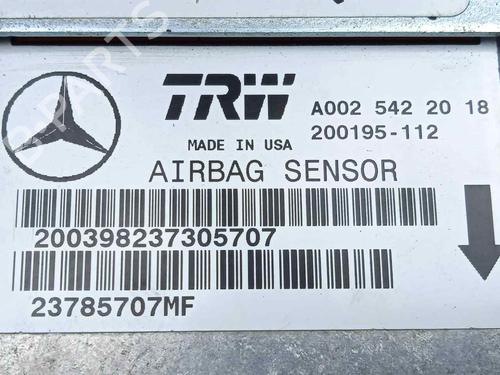 TRW
A002 542 20 18
MADE IN USA
200195-112
AIRBAG SENSOR
200398237305707
23785707MF